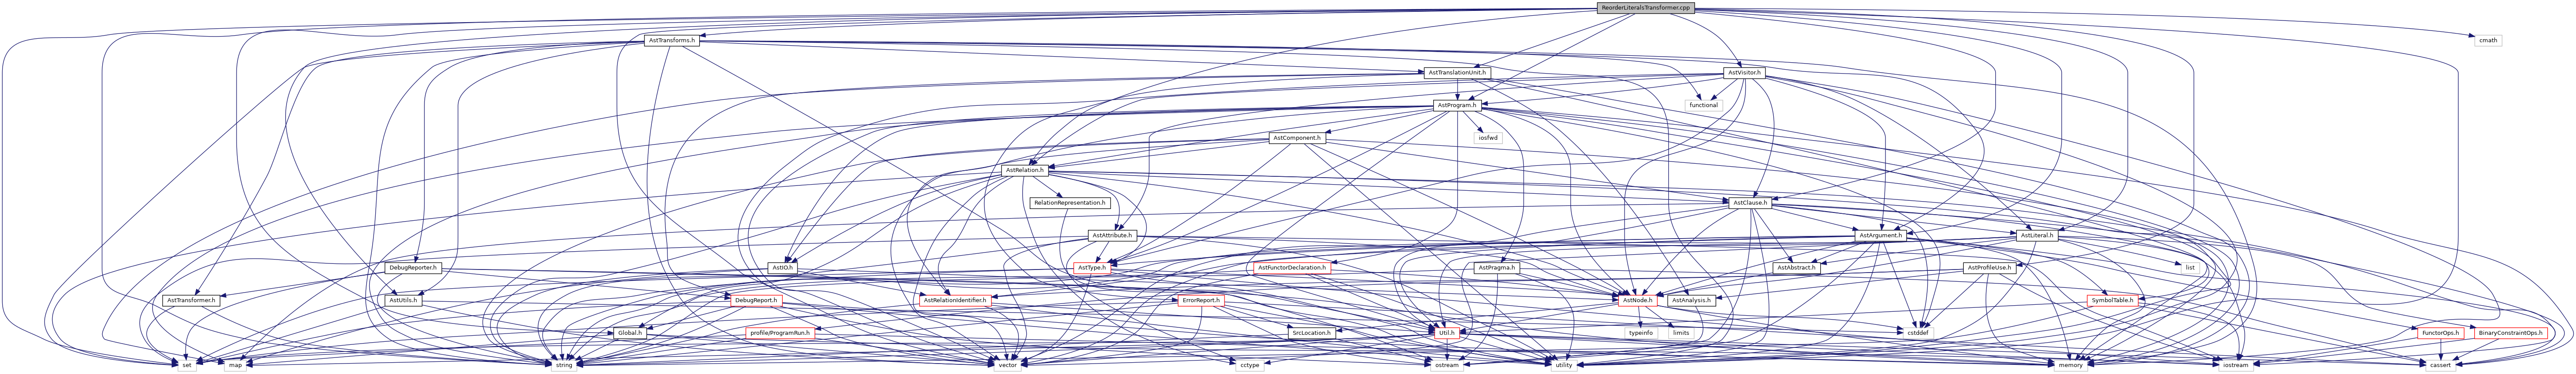 ReorderLiteralsTransformer.cpp
AstTransforms.h
cmath
AstTranslationUnit.h
AstVisitor.h
functional
AstProgram.h
AstComponent.h
iosfwd
AstRelation.h
RelationRepresentation.h
AstClause.h
AstAttribute.h
AstArgument.h
AstLiteral.h
DebugReporter.h
AstIO.h
AstType.h
AstFunctorDeclaration.h
AstPragma.h
AstAbstract.h
AstProfileUse.h
list
AstTransformer.h
AstUtils.h
DebugReport.h
AstRelationIdentifier.h
ErrorReport.h
AstNode.h
AstAnalysis.h
SymbolTable.h
Global.h
profile/ProgramRun.h
SrcLocation.h
Util.h
typeinfo
limits
cstddef
FunctorOps.h
BinaryConstraintOps.h
set
map
string
vector
cctype
ostream
utility
memory
iostream
cassert